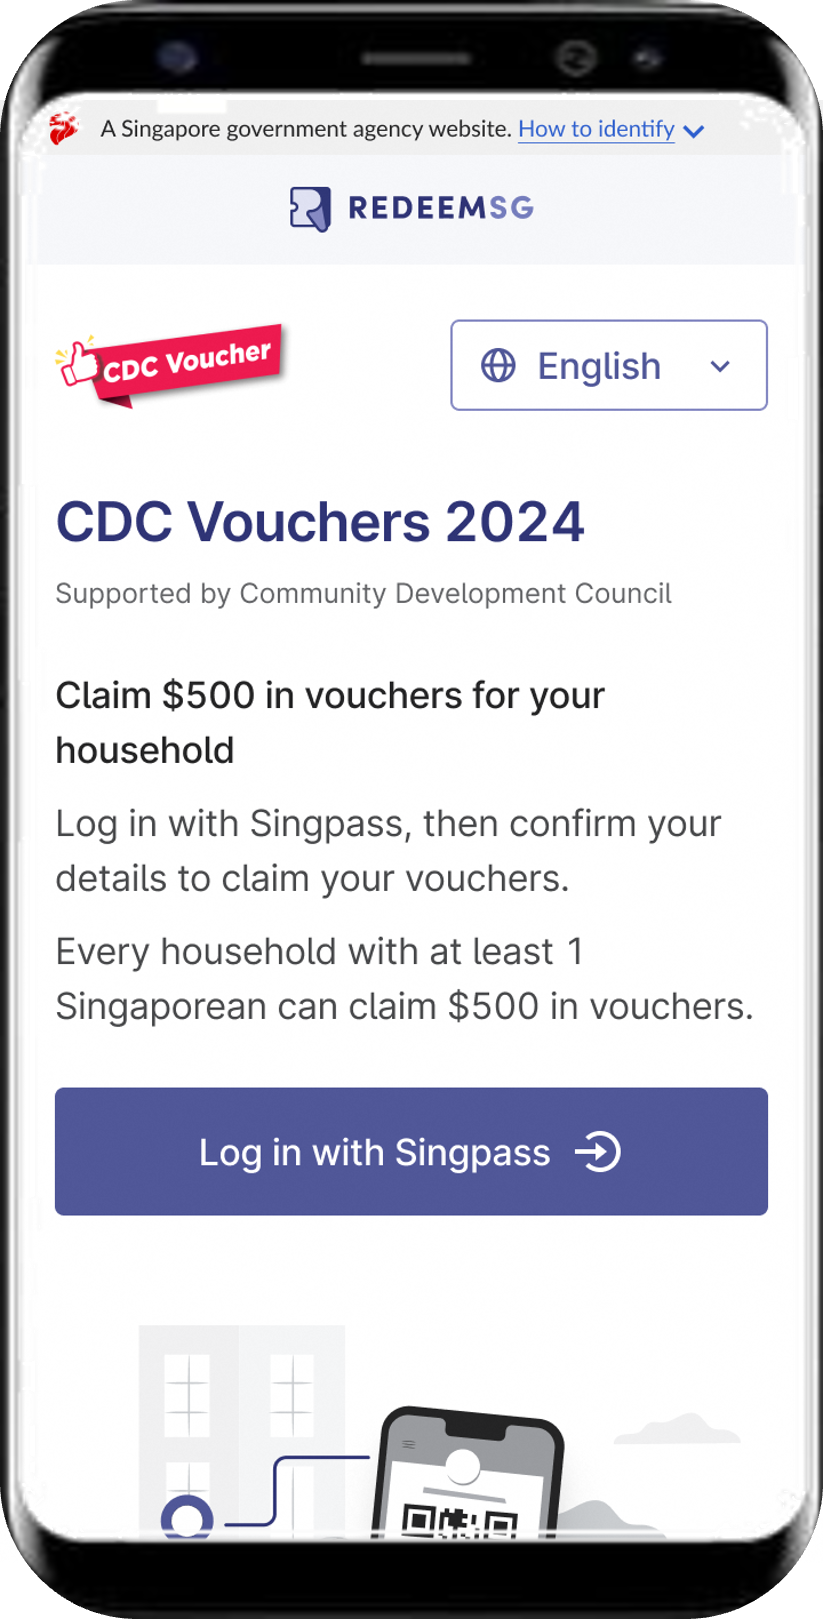 A Singapore government agency website. How to identify
REDEEMSG
CDC Voucher
English
CDC Vouchers 2024
Supported by Community Development Council
Claim $500 in vouchers for your
household
Log in with Singpass, then confirm your
details to claim your vouchers.
Every household with at least 1
Singaporean can claim $500 in vouchers.
Log in with Singpass